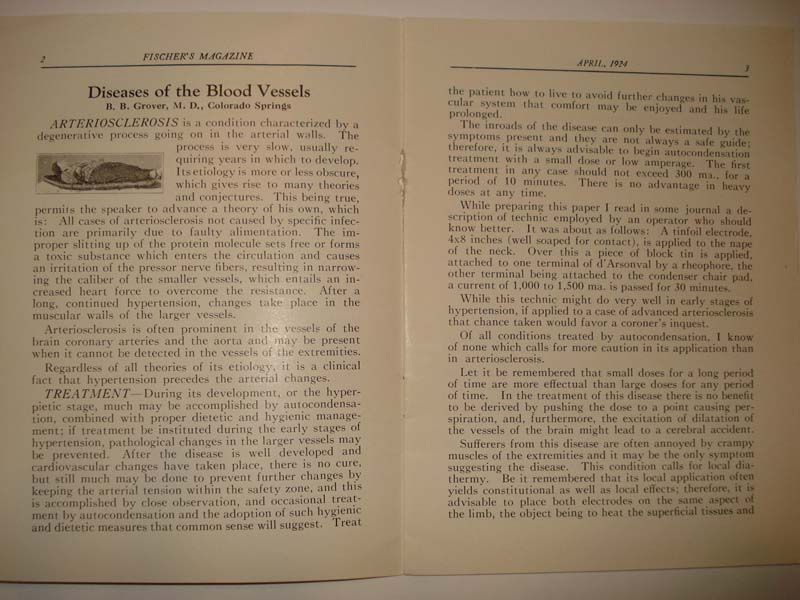 2
FISCHER'S MAGAZINE
Diseases of the Blood Vessels
B. B. Grover, M. D., Colorado Springs
ARTERIOSCLEROSIS is a condition characterized by a
degenerative process going on in the arterial walls. The
process is very slow, usually re-
quiring years in which to develop.
Its etiology is more or less obscure,
which gives rise to many theories
and conjectures. This being true,
permits the speaker to advance a theory of his own, which
is: All cases of arteriosclerosis not caused by specific infec-
tion are primarily due to faulty alimentation. The im-
proper slitting up of the protein molecule sets free or forms
a toxic substance which enters the circulation and causes
an irritation of the pressor nerve fibers, resulting in narrow-
ing the caliber of the smaller vessels, which entails an in-
creased heart force to overcome the resistance. After a
long, continued hypertension, changes take place in the
muscular walls of the larger vessels.
Arteriosclerosis is often prominent in the vessels of the
brain coronary arteries and the aorta and may be present
when it cannot be detected in the vessels of the extremities.
Regardless of all theories of its etiology, it is a clinical
fact that hypertension precedes the arterial changes.
TREATMENT—During its development, or the hyper-
pietic stage, much may be accomplished by autocondensa-
tion, combined with proper dietetic and hygienic manage-
ment; if treatment be instituted during the early stages of
hypertension, pathological changes in the larger vessels may
be prevented. After the disease is well developed and
cardiovascular changes have taken place, there is no cure,
but still much may be done to prevent further changes by
keeping the arterial tension within the safety zone, and this
is accomplished by close observation, and occasional treat-
ment by autocondensation and the adoption of such hygienic
and dietetic measures that common sense will suggest. Treat
APRIL, 1924
3
the patient how to live to avoid further changes in his vas-
cular system that comfort may be enjoyed and his life
prolonged.
The inroads of the disease can only be estimated by the
symptoms present and they are not always a safe guide;
therefore, it is always advisable to begin autocondensation
treatment with a small dose or low amperage. The first
treatment in any case should not exceed 300 ma., for a
period of 10 minutes. There is no advantage in heavy
doses at any time.
While preparing this paper I read in some journal a de-
scription of technic employed by an operator who should
know better. It was about as follows: A tinfoil electrode,
4x8 inches (well soaped for contact), is applied to the nape
of the neck. Over this a piece of block tin is applied,
attached to one terminal of d'Arsonval by a rheophore, the
other terminal being attached to the condenser chair pad,
a current of 1,000 to 1,500 ma. is passed for 30 minutes.
While this technic might do very well in early stages of
hypertension, if applied to a case of advanced arteriosclerosis
that chance taken would favor a coroner's inquest.
Of all conditions treated by autocondensation, I know
of none which calls for more caution in its application than
in arteriosclerosis.
Let it be remembered that small doses for a long period
of time are more effectual than large doses for any period
of time. In the treatment of this disease there is no benefit
to be derived by pushing the dose to a point causing per-
spiration, and, furthermore, the excitation of dilatation of
the vessels of the brain might lead to a cerebral accident.
Sufferers from this disease are often annoyed by crampy
muscles of the extremities and it may be the only symptom
suggesting the disease. This condition calls for local dia-
thermy. Be it remembered that its local application often
yields constitutional as well as local effects; therefore, it is
advisable to place both electrodes on the same aspect of
the limb, the object being to heat the superficial tissues and